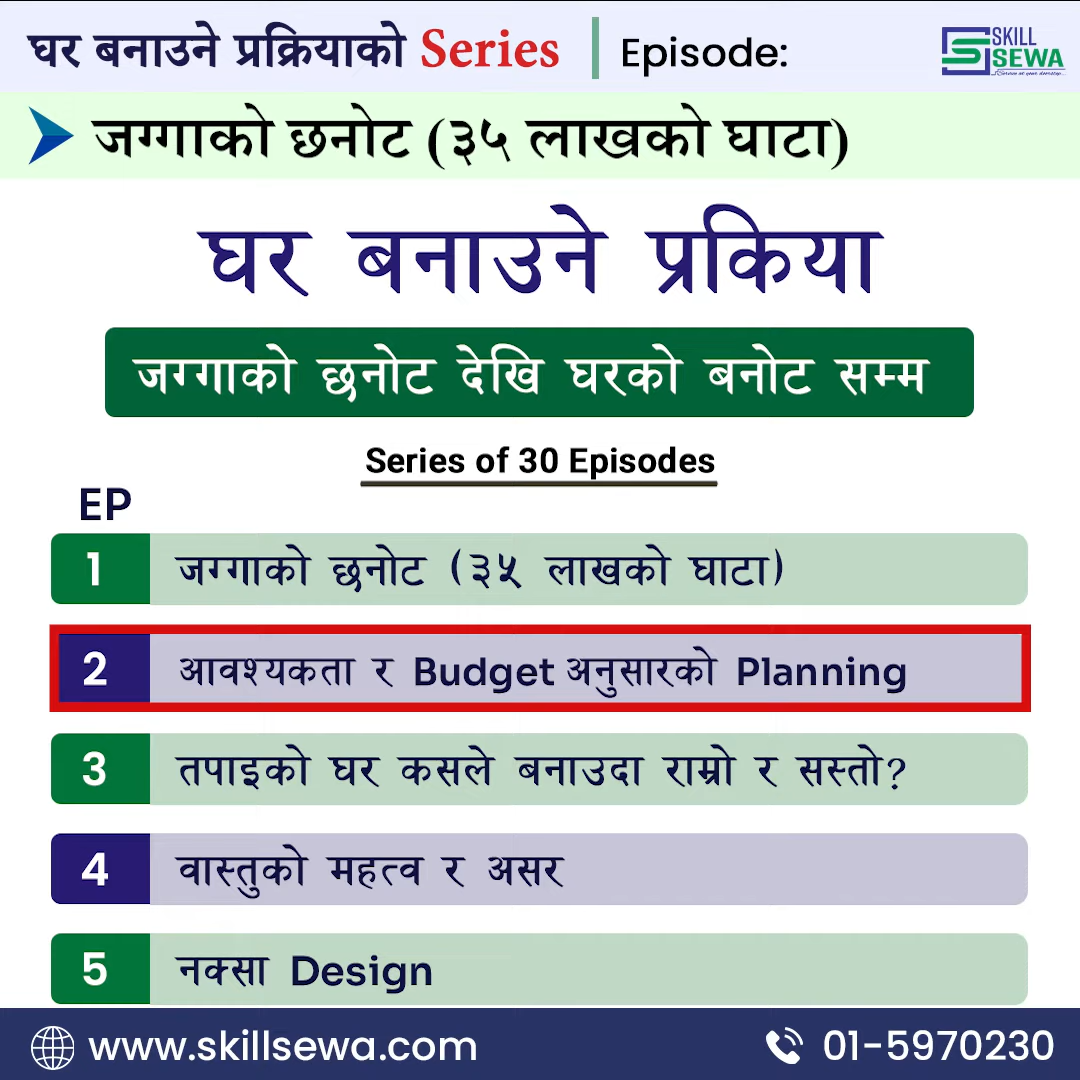 घर बनाउने प्रक्रियाको Series
Episode:
SKILL
SEWA
जग्गाको छनोट (३५ लाखको घाटा)
घर बनाउने प्रकिया
जग्गाको छनोट देखि घरको बनोट सम्म
Series of 30 Episodes
EP
1 जग्गाको छनोट (३५ लाखको घाटा)
2 आवश्यकता र Budget अनुसारको Planning
3 तपाइको घर कसले बनाउदा राम्रो र सस्तो?
4 वास्तुको महत्व र असर
5 नक्सा Design
www.skillsewa.com
01-5970230